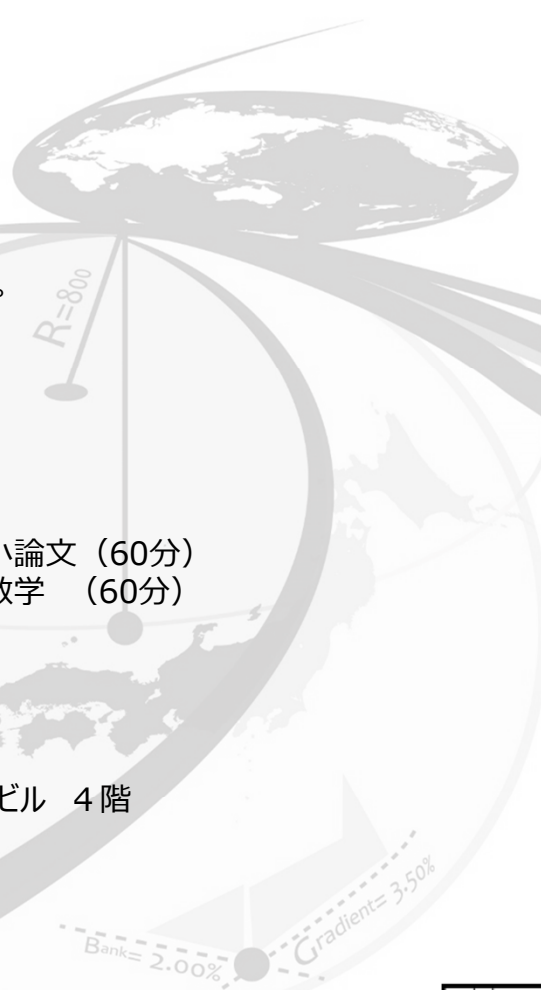 。
R=800
小論文（60分）
数学　（60分）
ビル　４階
Gradient= 3.50%
Bank= 2.00%